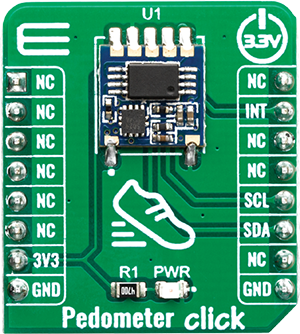 U1
3.3V
NC NC
NC INT
NC NC
NC NC
NC SCL
NC SDA
3V3 NC
GND GND
R1 PWR
Pedometer click